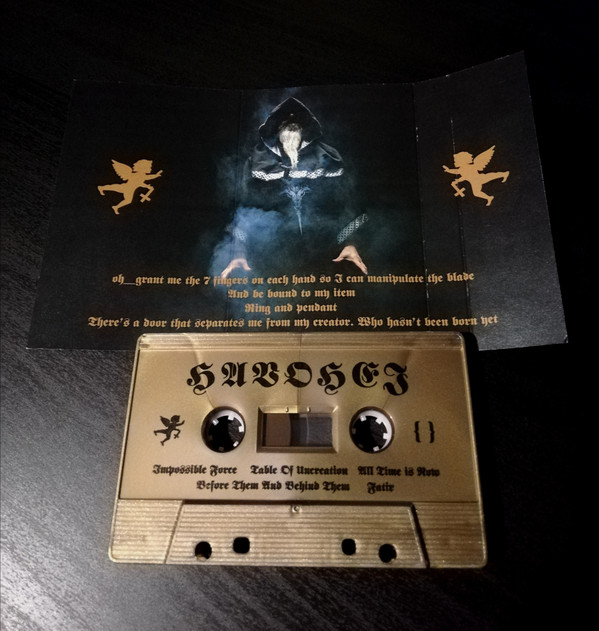 oh__grant me the 7 fingers on each hand so I can manipulate the blade
And be bound to my item
Ring and pendant
There's a door that separates me from my creator. Who hasn't been born yet
HAVOHEJ
{ }
Impossible Force Table Of Uncreation All Time is Now
Before Them And Behind Them Fatir